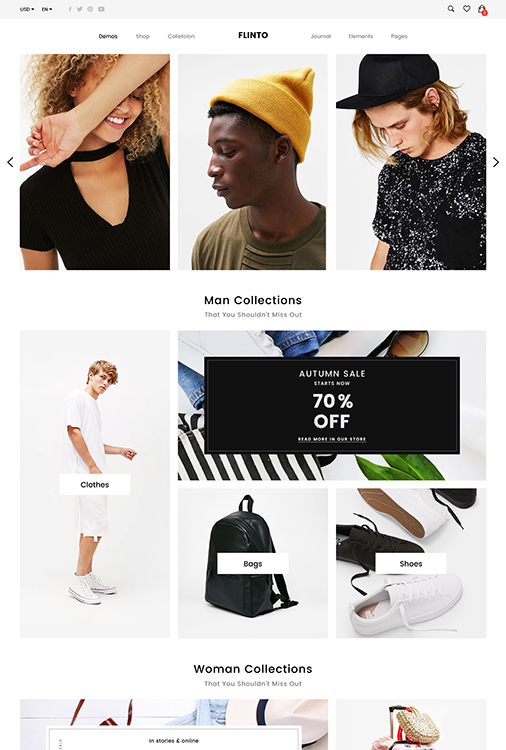 USD EN
2
Demos Shop Colletcion FLINTO Journal Elements Pages
Man Collections
That You Shouldn't Miss Out
AUTUMN SALE
STARTS NOW
70%
OFF
READ MORE IN OUR STORE
Clothes
Bags
Shoes
Woman Collections
That You Shouldn't Miss Out
In stories & online